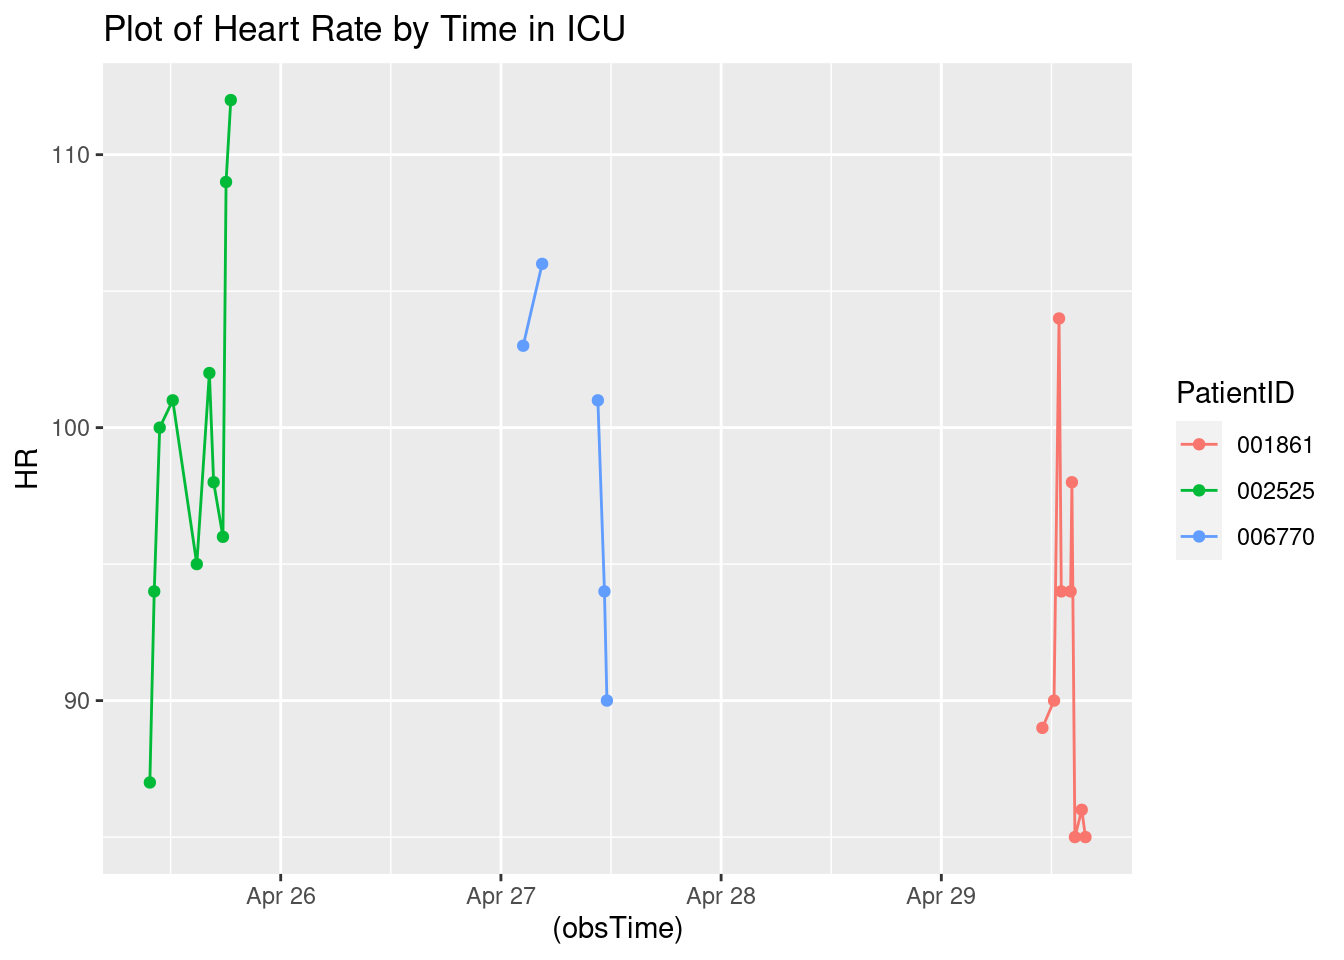 Plot of Heart Rate by Time in ICU
110
100
90
HR
Apr 26
Apr 27
Apr 28
Apr 29
(obsTime)
PatientID
001861
002525
006770